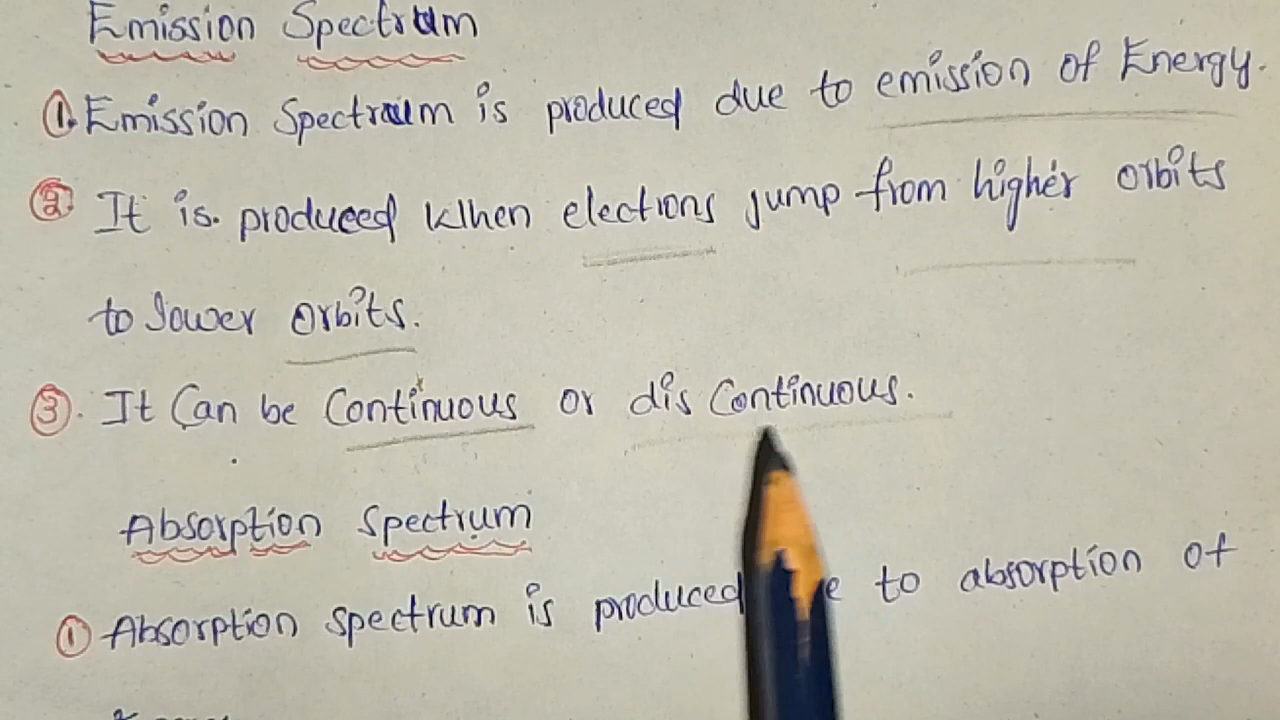 Emission Spectrum
1. Emission Spectraum is produced due to emission of Energy.
2. It is. produced When elections jump from higher orbits
to lower orbits.
3. It Can be Continuous or dis Continuous.
Absorption Spectrum
1 Absorption spectrum is produced e to absorption of